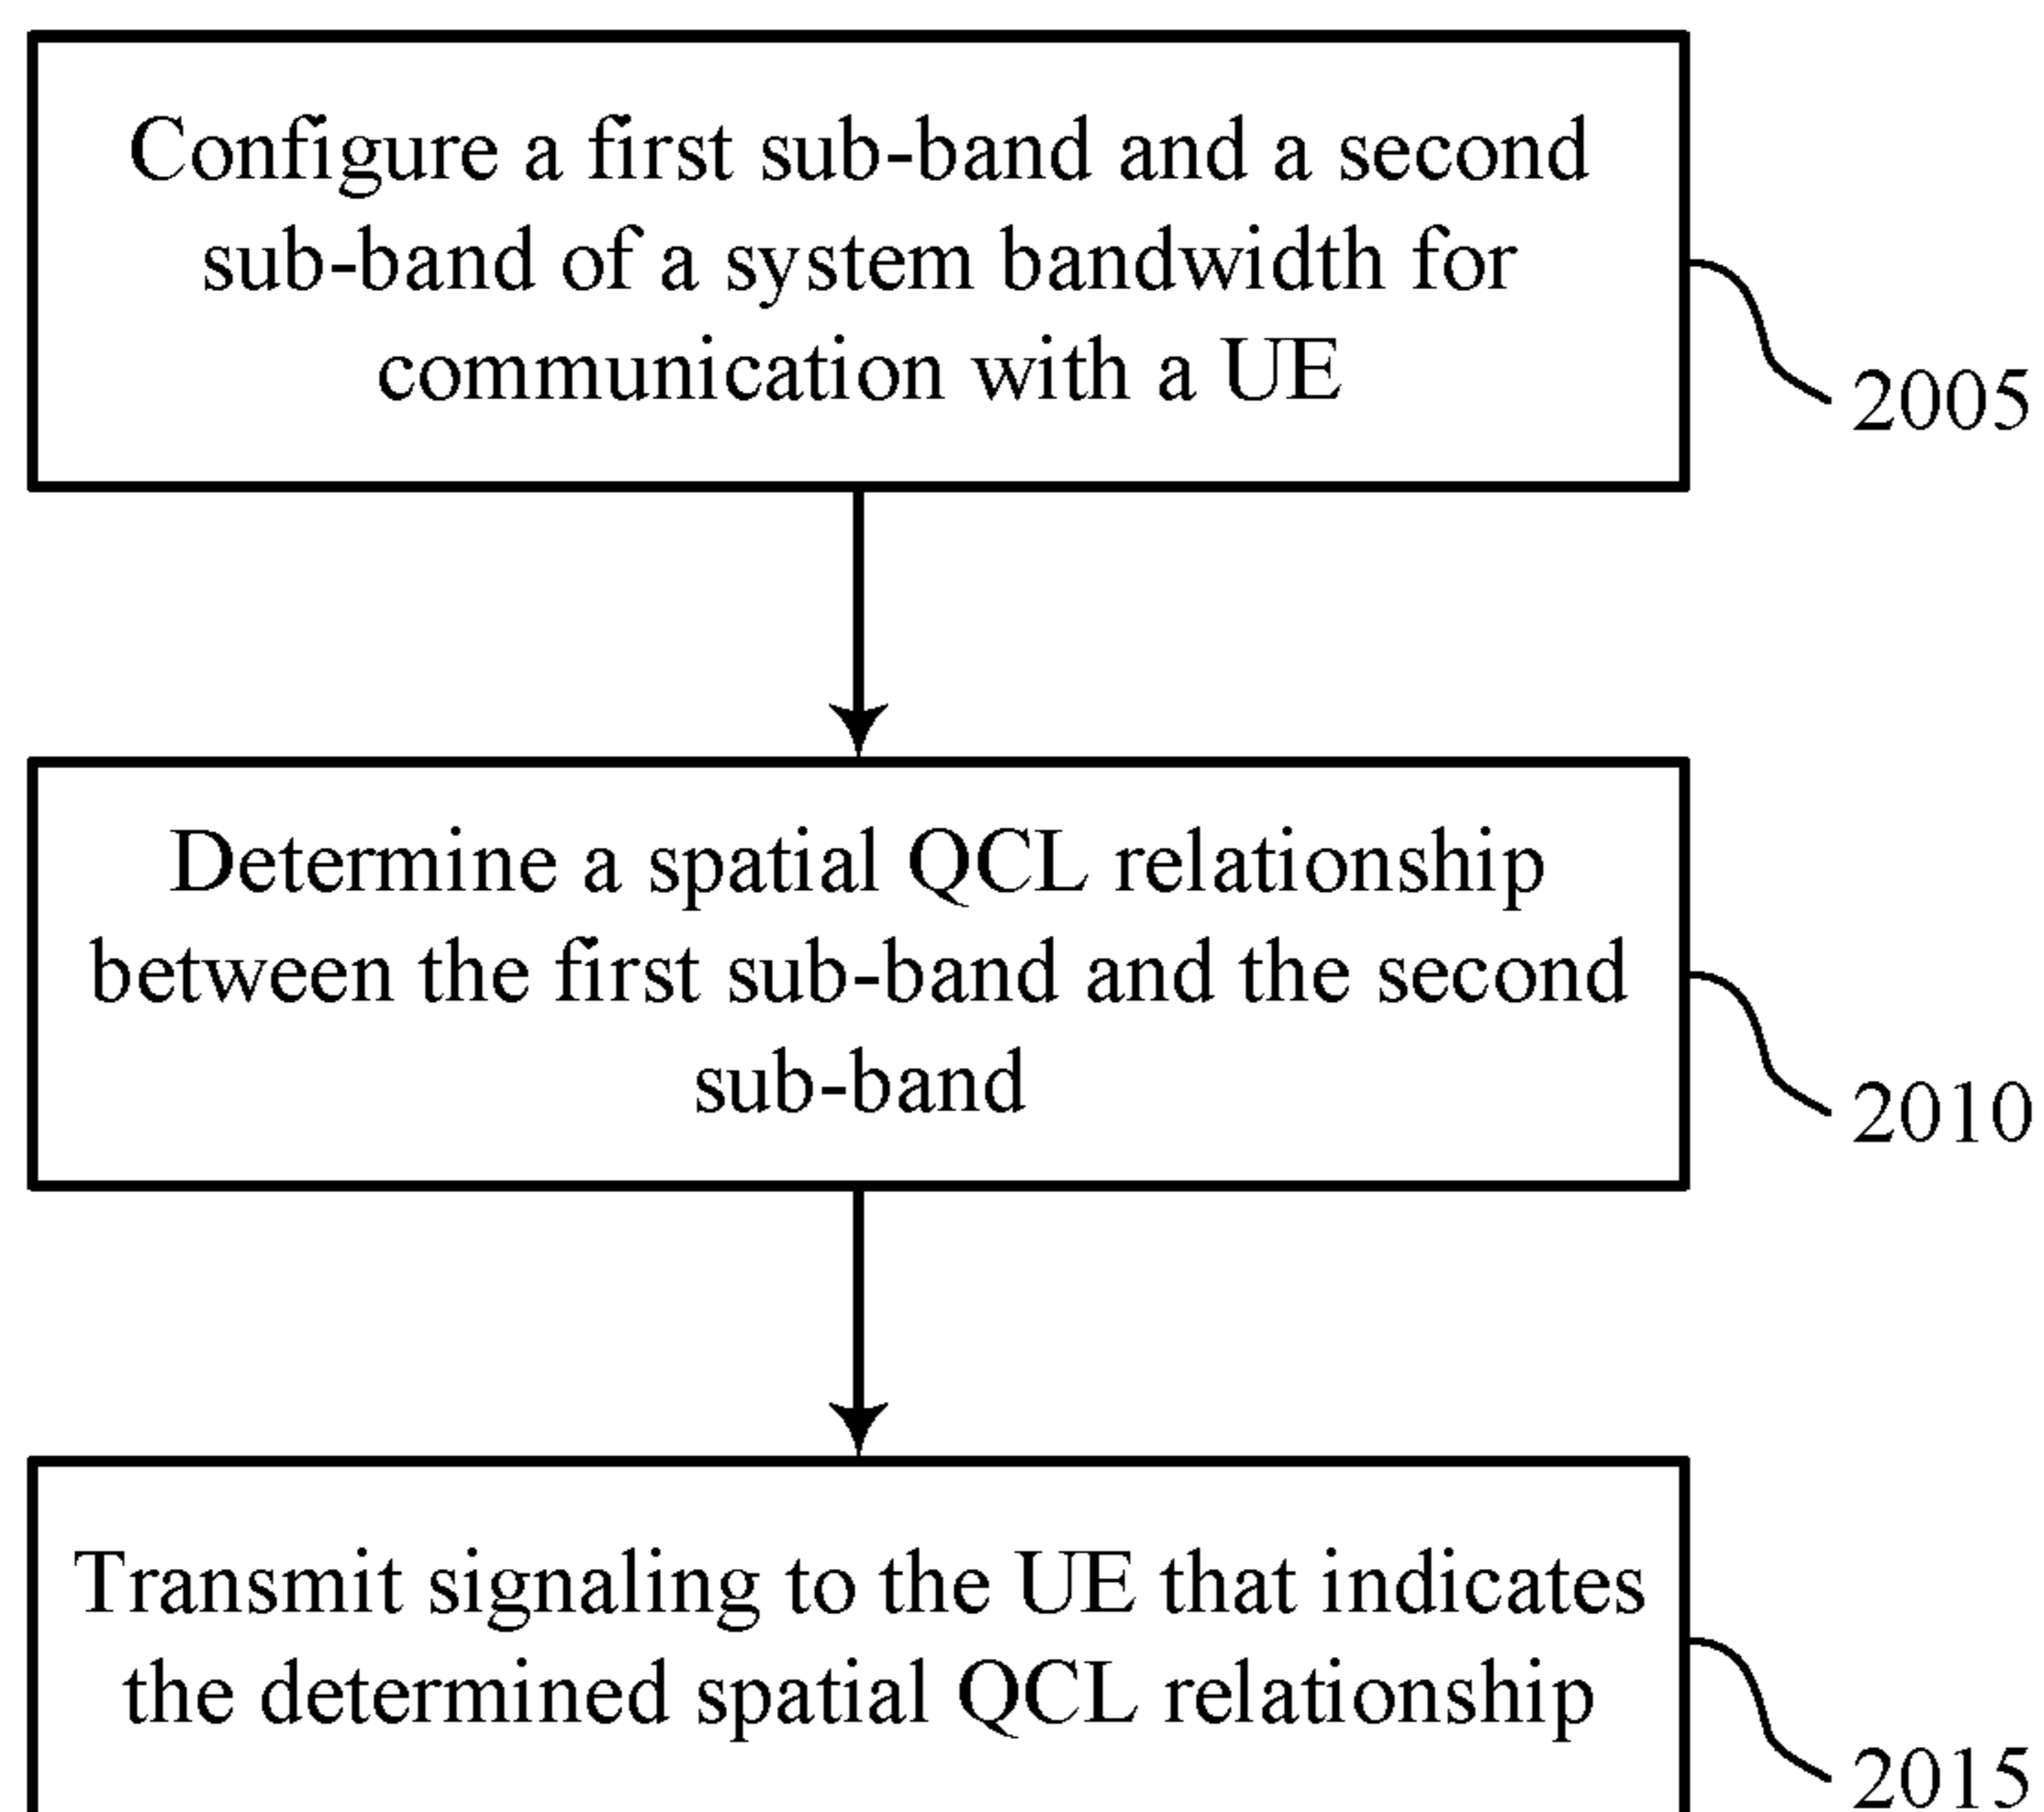 Configure a first sub-band and a second
sub-band of a system bandwidth for
communication with a UE
2005
Determine a spatial QCL relationship
between the first sub-band and the second
sub-band
2010
Transmit signaling to the UE that indicates
the determined spatial QCL relationship
2015